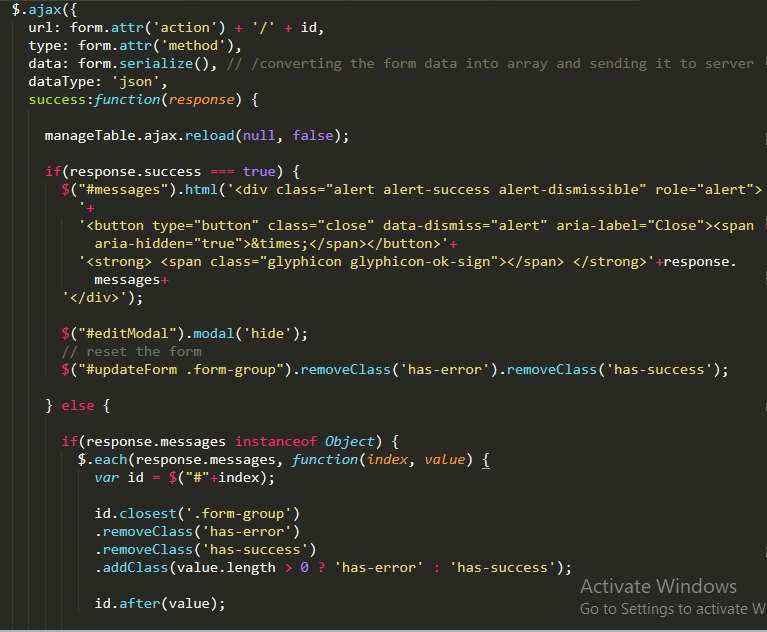 $.ajax({
url: form.attr('action') + '/' + id,
type: form.attr('method'),
data: form.serialize(), // /converting the form data into array and sending it to server
dataType: 'json',
success:function(response) {
manageTable.ajax.reload(null, false);
if(response.success === true) {
$("#messages").html('<div class="alert alert-success alert-dismissible" role="alert">
'+
'<button type="button" class="close" data-dismiss="alert" aria-label="Close"><span
aria-hidden="true">&times;</span></button>'+
'<strong> <span class="glyphicon glyphicon-ok-sign"></span> </strong>'+response.
messages+
'</div>');
$("#editModal").modal('hide');
// reset the form
$("#updateForm .form-group").removeClass('has-error').removeClass('has-success');
} else {
if(response.messages instanceof Object) {
$.each(response.messages, function(index, value) {
var id = $("#"+index);
id.closest('.form-group')
.removeClass('has-error')
.removeClass('has-success')
.addClass(value.length > 0 ? 'has-error' : 'has-success');
id.after(value);
Activate Windows
Go to Settings to activate W